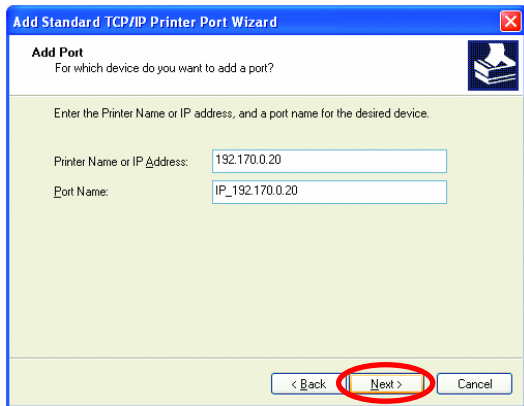 Add Standard TCP/IP Printer Port Wizard
Add Port
For which device do you want to add a port?
Enter the Printer Name or IP address, and a port name for the desired device.
Printer Name or IP Address: 192.170.0.20
Port Name: IP_192.170.0.20
< Back Next > Cancel